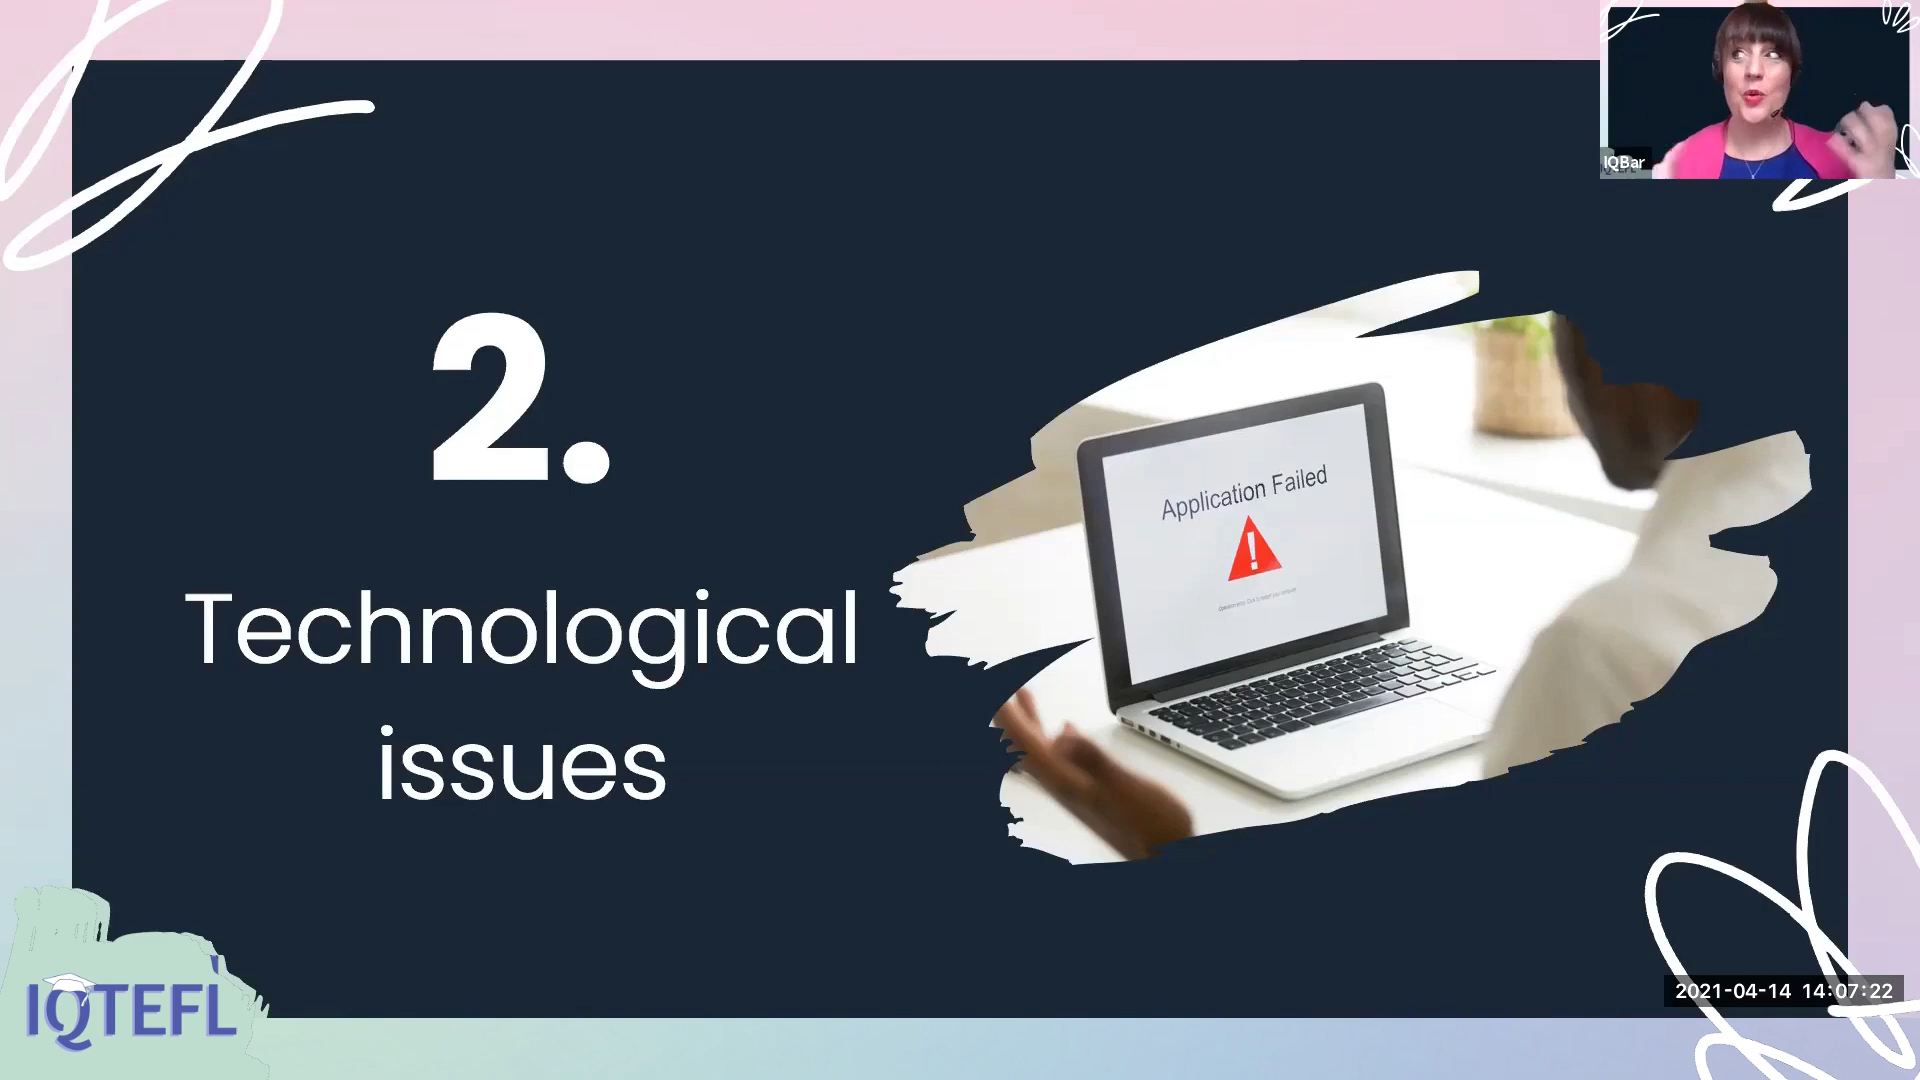 IQBar
2.
Technological
issues
Application Failed
IQTEFL
2021-04-14 14:07:22